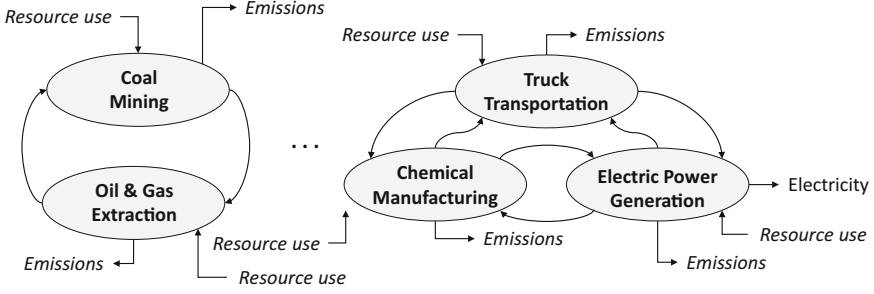 Resource use
Emissions
Coal
Mining
Oil & Gas
Extraction
Emissions
Resource use
...
Resource use
Emissions
Truck
Transportation
Chemical
Manufacturing
Electric Power
Generation
Electricity
Resource use
Emissions
Resource use
Emissions